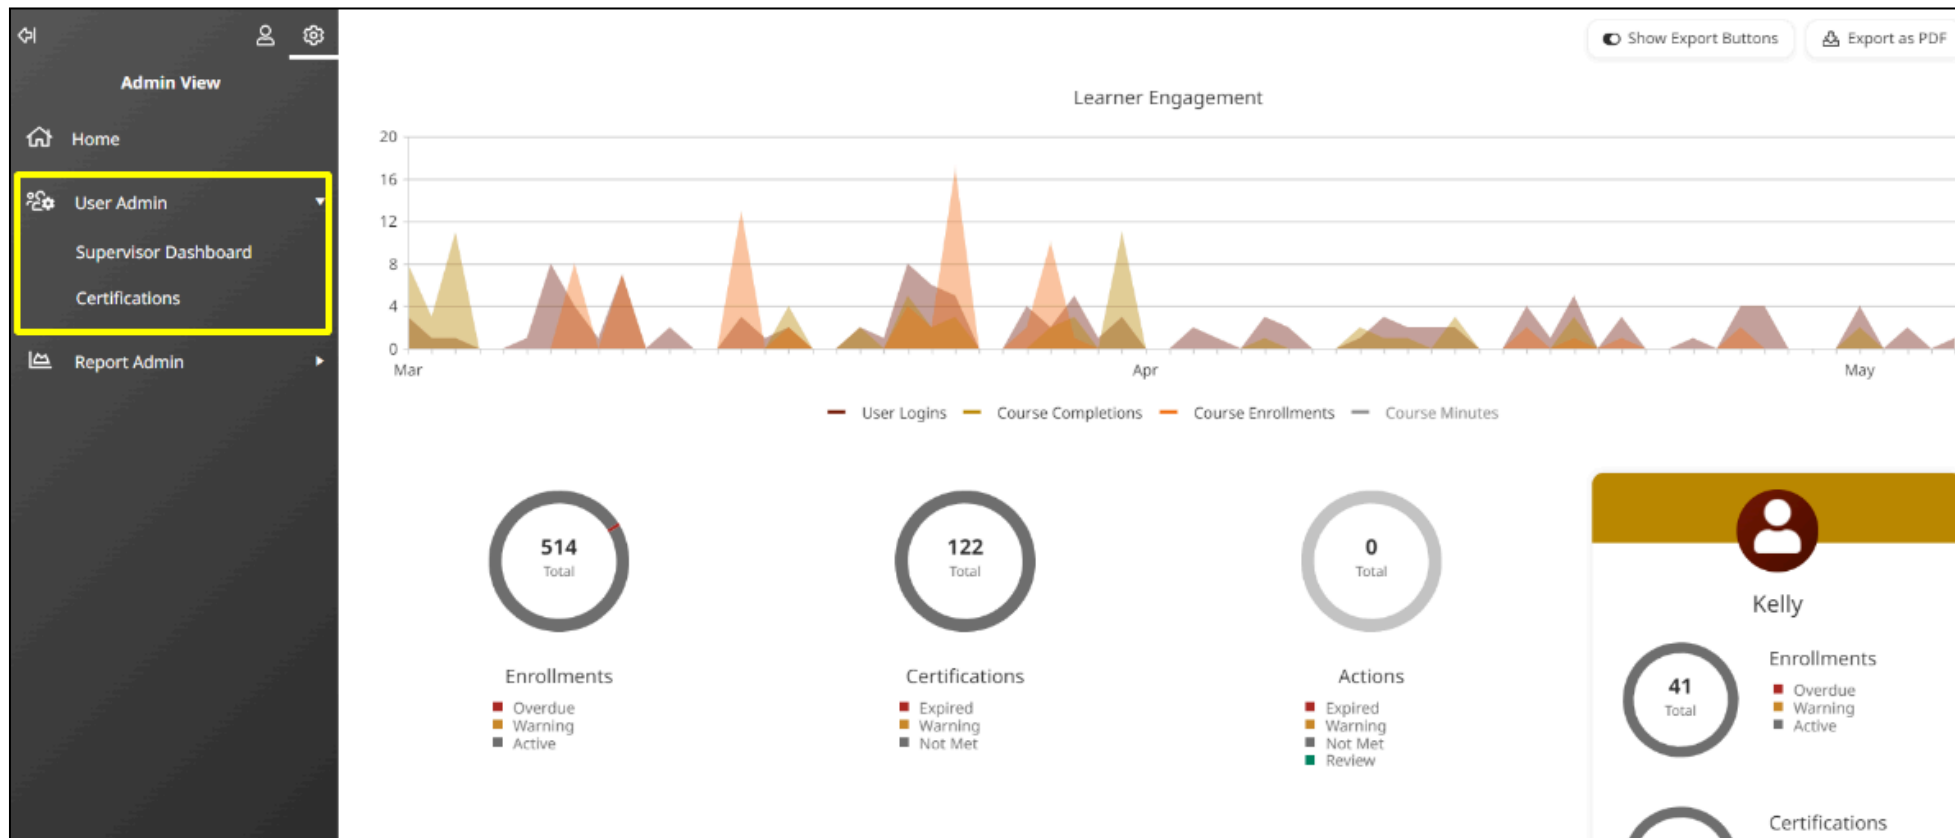 Admin View
Home
User Admin
Supervisor Dashboard
Certifications
Report Admin
Show Export Buttons
Export as PDF
Learner Engagement
20
16
12
8
4
0
Mar
Apr
May
User Logins
Course Completions
Course Enrollments
Course Minutes
514
Total
Enrollments
Overdue
Warning
Active
122
Total
Certifications
Expired
Warning
Not Met
0
Total
Actions
Expired
Warning
Not Met
Review
Kelly
41
Total
Enrollments
Overdue
Warning
Active
Certifications